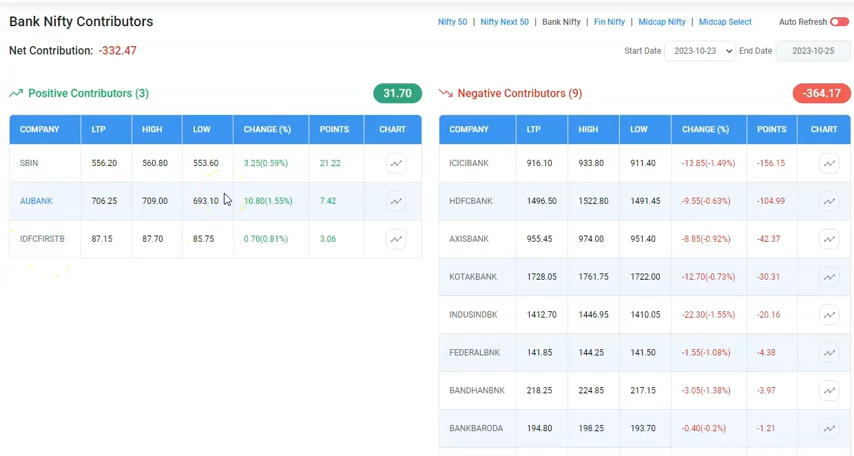 Bank Nifty Contributors
Nifty 50 | Nifty Next 50 | Bank Nifty | Fin Nifty | Midcap Nifty | Midcap Select
Auto Refresh
Net Contribution: -332.47
Start Date 2023-10-23 End Date 2023-10-25
Positive Contributors (3) 31.70
COMPANY LTP HIGH LOW CHANGE (%) POINTS CHART
SBIN 556.20 560.80 553.60 3.25(0.59%) 21.22
AUBANK 706.25 709.00 693.10 10.80(1.55%) 7.42
IDFCFIRSTB 87.15 87.70 85.75 0.70(0.81%) 3.06
Negative Contributors (9) -364.17
COMPANY LTP HIGH LOW CHANGE (%) POINTS CHART
ICICIBANK 916.10 933.80 911.40 -13.85(-1.49%) -156.15
HDFCBANK 1496.50 1522.80 1491.45 -9.55(-0.63%) -104.99
AXISBANK 955.45 974.00 951.40 -8.85(-0.92%) -42.37
KOTAKBANK 1728.05 1761.75 1722.00 -12.70(-0.73%) -30.31
INDUSINDBK 1412.70 1446.95 1410.05 -22.30(-1.55%) -20.16
FEDERALBNK 141.85 144.25 141.50 -1.55(-1.08%) -4.38
BANDHANBNK 218.25 224.85 217.15 -3.05(-1.38%) -3.97
BANKBARODA 194.80 198.25 193.70 -0.40(-0.2%) -1.21